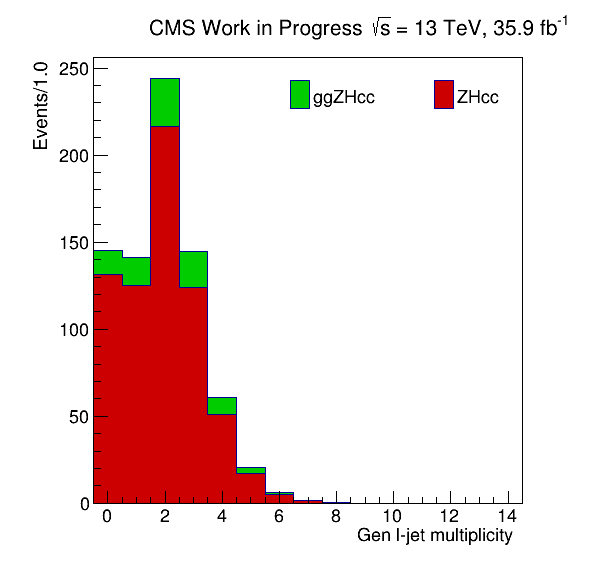 CMS Work in Progress √s = 13 TeV, 35.9 fb⁻¹
Events/1.0
250
200
150
100
50
0
ggZHcc
ZHcc
0 2 4 6 8 10 12 14
Gen l-jet multiplicity